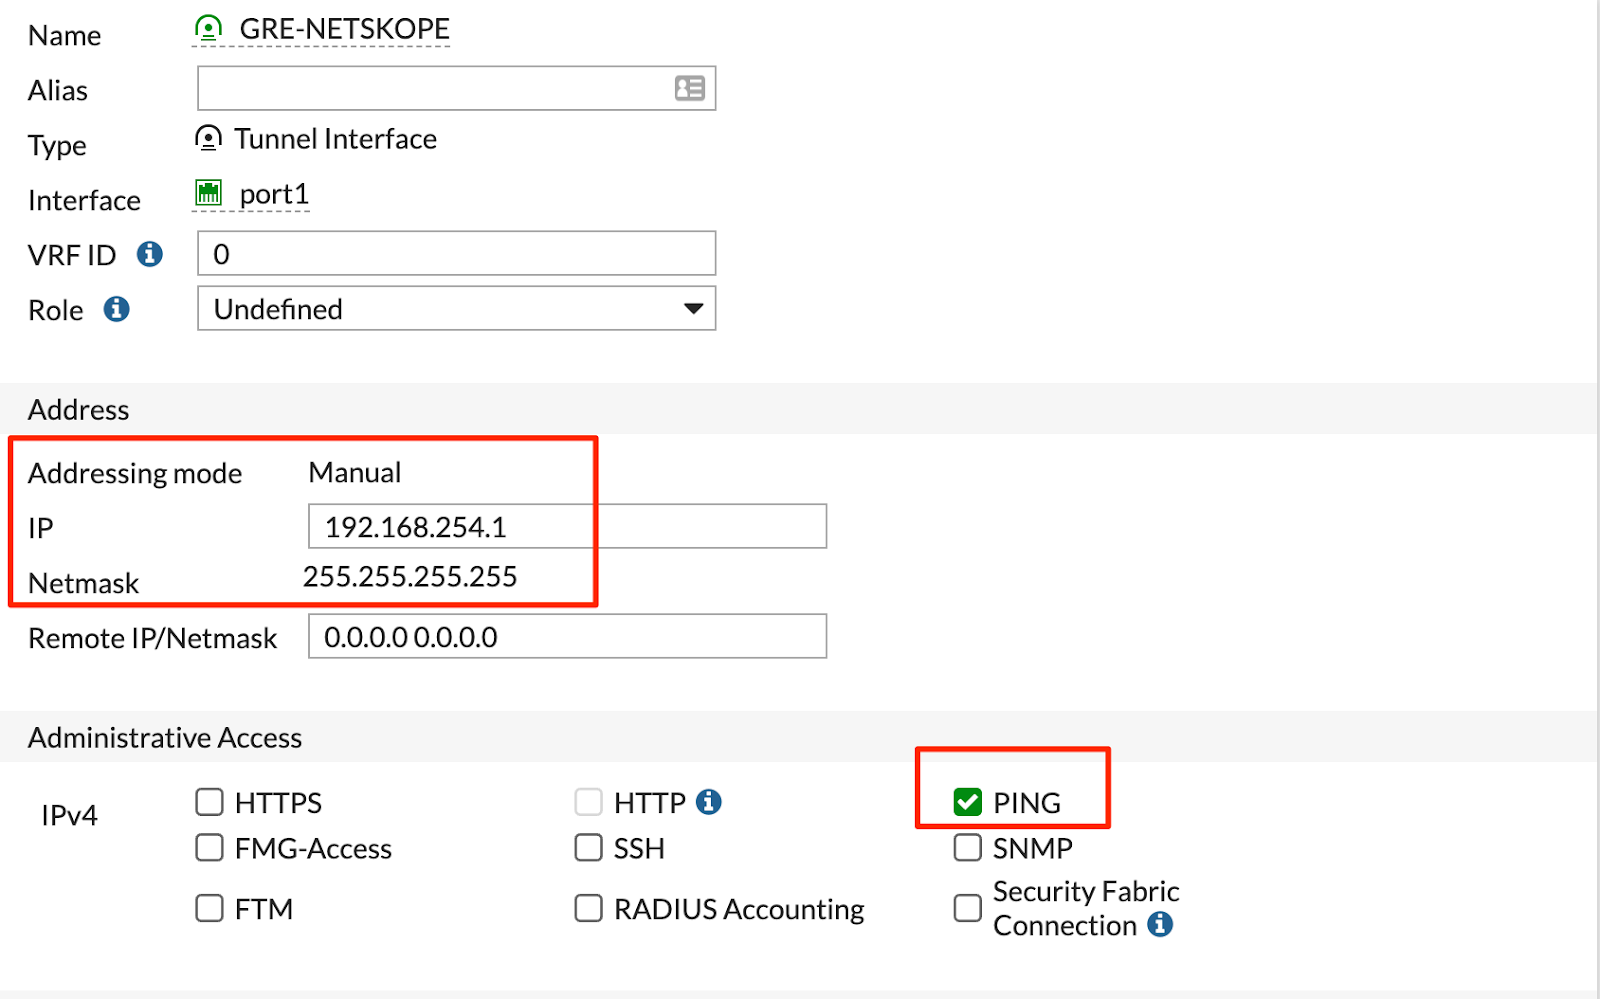 Name GRE-NETSKOPE
Alias
Type Tunnel Interface
Interface port1
VRF ID 0
Role Undefined
Address
Addressing mode Manual
IP 192.168.254.1
Netmask 255.255.255.255
Remote IP/Netmask 0.0.0.0 0.0.0.0
Administrative Access
IPv4 HTTPS HTTP PING
FMG-Access SSH SNMP
FTM RADIUS Accounting Security Fabric
Connection